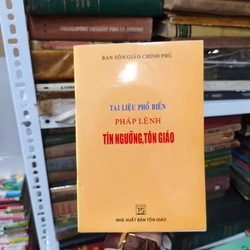 BAN TÔN GIÁO CHÍNH PHỦ
TÀI LIỆU PHỔ BIẾN
PHÁP LỆNH
TÍN NGƯỠNG, TÔN GIÁO
NHÀ XUẤT BẢN TÔN GIÁO